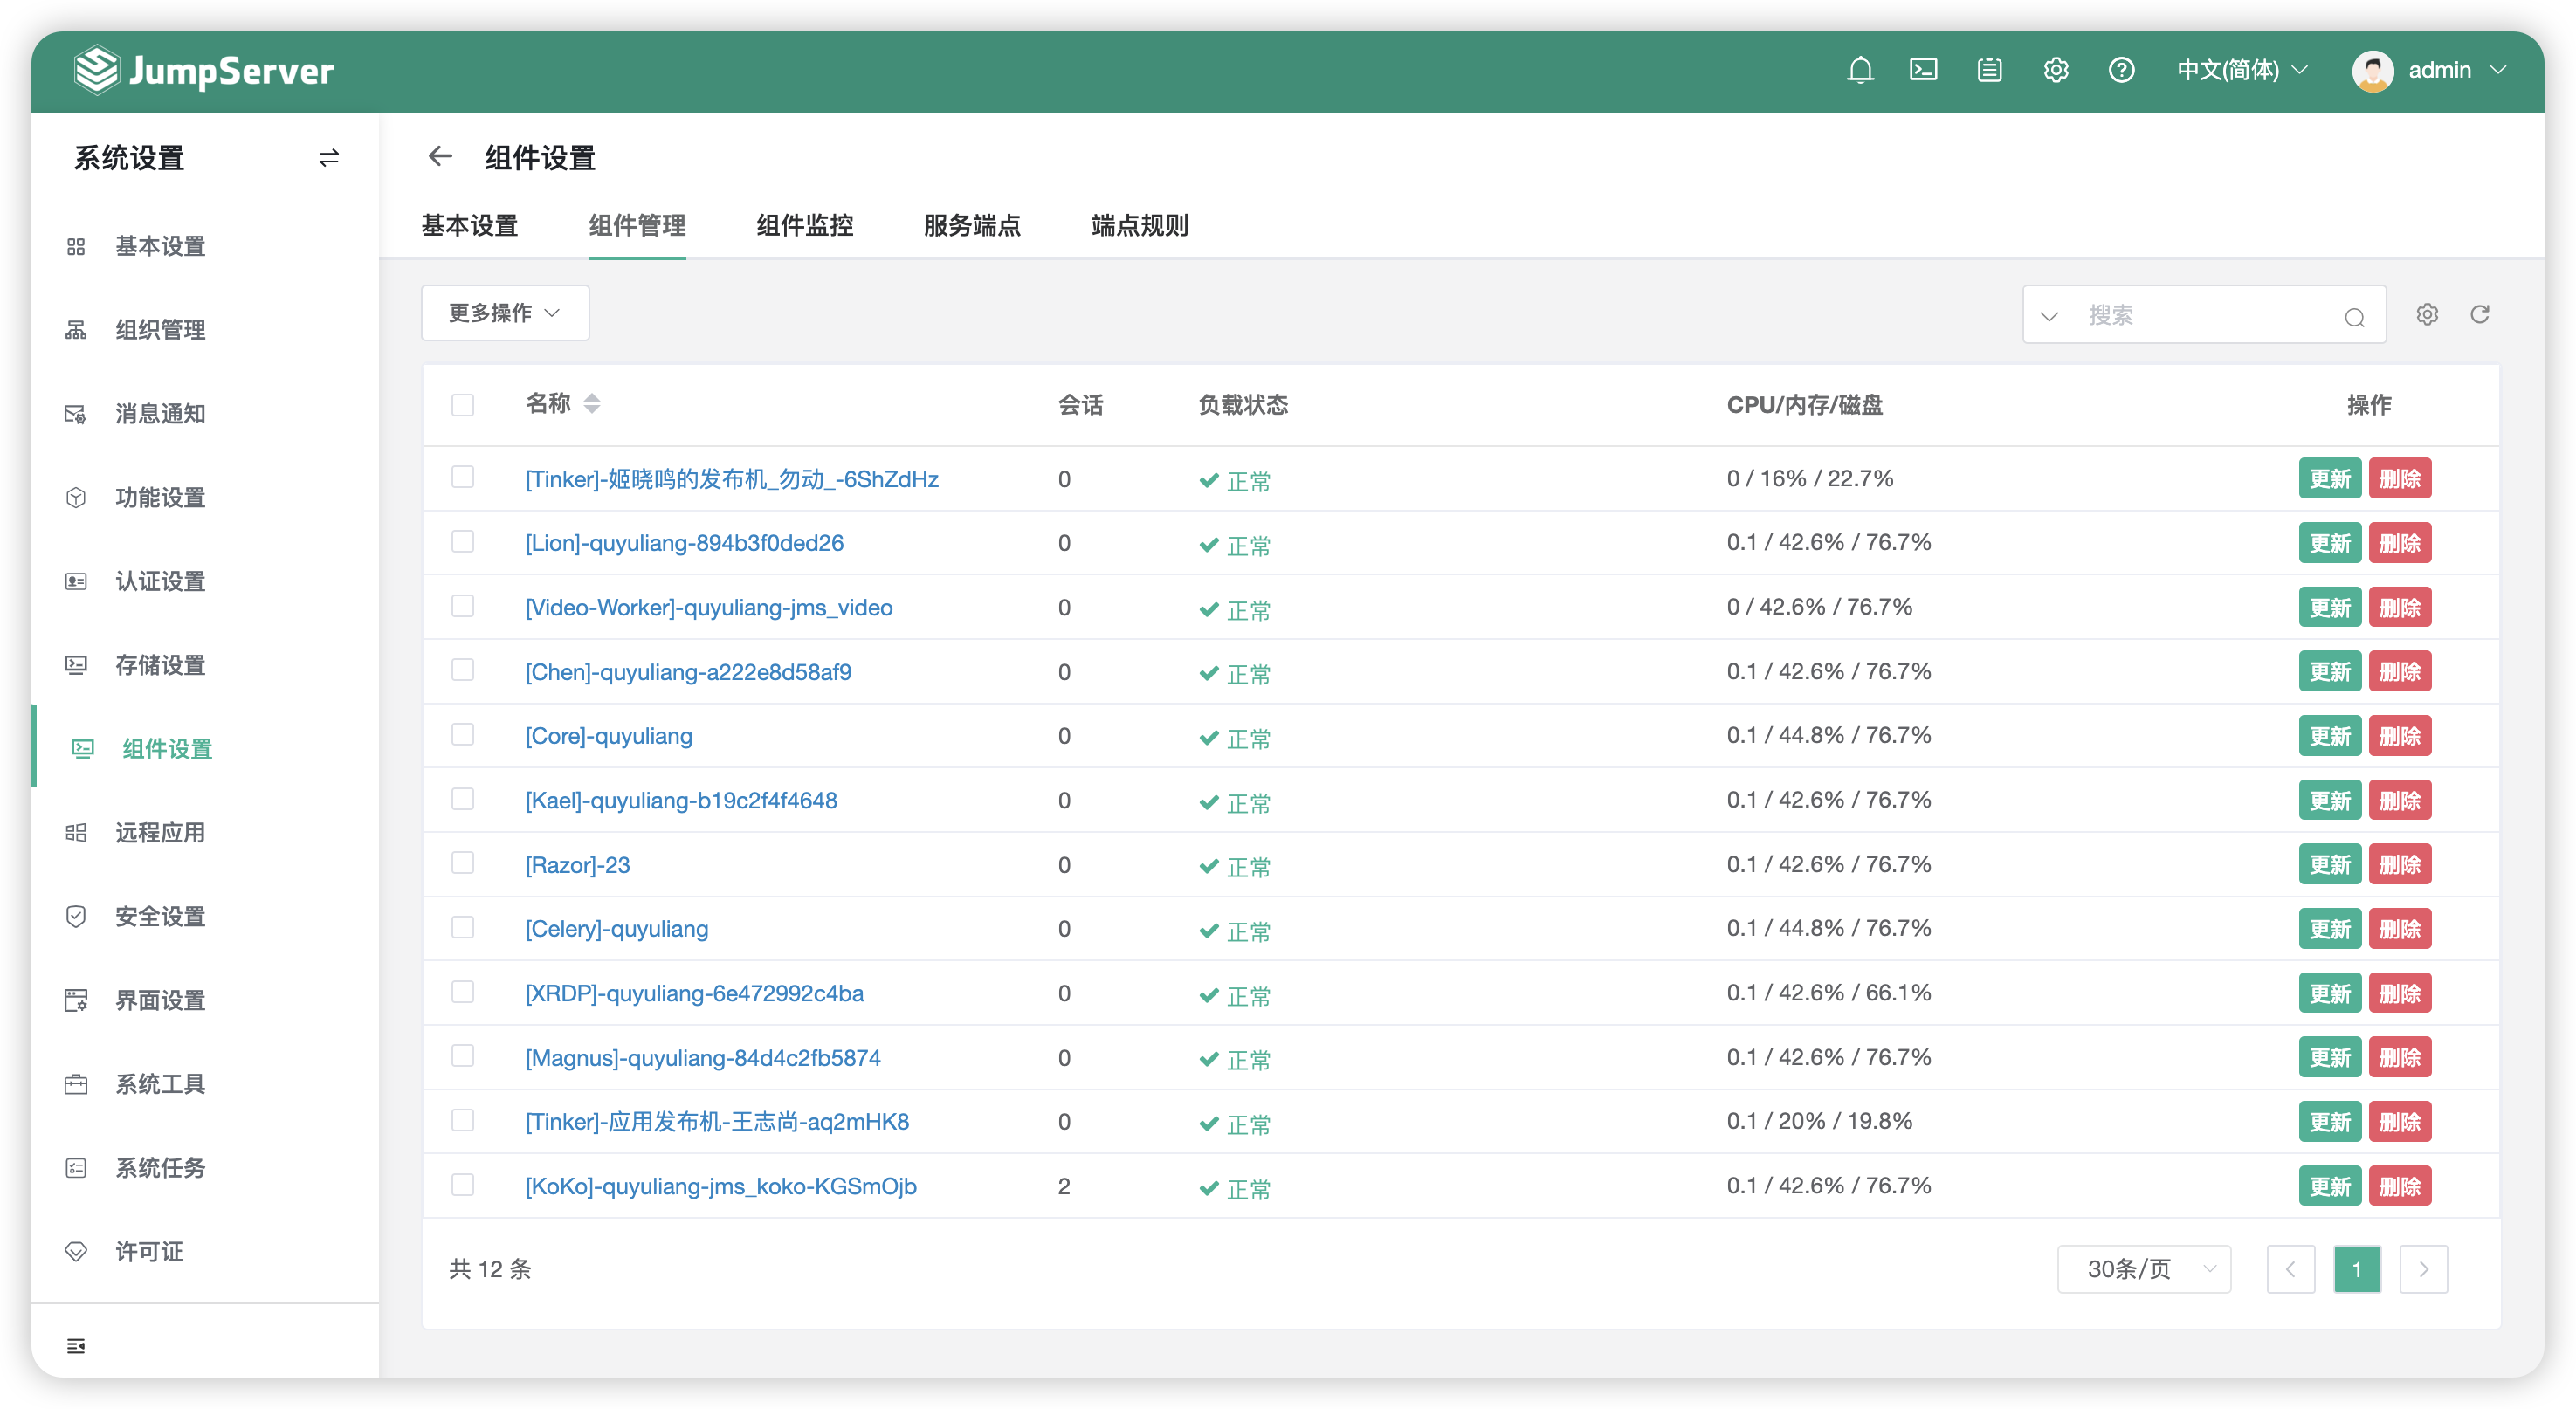 JumpServer
中文(简体)
admin
系统设置
基本设置
组织管理
消息通知
功能设置
认证设置
存储设置
组件设置
远程应用
安全设置
界面设置
系统工具
系统任务
许可证
组件设置
基本设置 组件管理 组件监控 服务端点 端点规则
更多操作
搜索
名称 会话 负载状态 CPU/内存/磁盘 操作
[Tinker]-姬晓鸣的发布机_勿动_-6ShZdHz 0 正常 0 / 16% / 22.7% 更新 删除
[Lion]-quyuliang-894b3f0ded26 0 正常 0.1 / 42.6% / 76.7% 更新 删除
[Video-Worker]-quyuliang-jms_video 0 正常 0 / 42.6% / 76.7% 更新 删除
[Chen]-quyuliang-a222e8d58af9 0 正常 0.1 / 42.6% / 76.7% 更新 删除
[Core]-quyuliang 0 正常 0.1 / 44.8% / 76.7% 更新 删除
[Kael]-quyuliang-b19c2f4f4648 0 正常 0.1 / 42.6% / 76.7% 更新 删除
[Razor]-23 0 正常 0.1 / 42.6% / 76.7% 更新 删除
[Celery]-quyuliang 0 正常 0.1 / 44.8% / 76.7% 更新 删除
[XRDP]-quyuliang-6e472992c4ba 0 正常 0.1 / 42.6% / 66.1% 更新 删除
[Magnus]-quyuliang-84d4c2fb5874 0 正常 0.1 / 42.6% / 76.7% 更新 删除
[Tinker]-应用发布机-王志尚-aq2mHK8 0 正常 0.1 / 20% / 19.8% 更新 删除
[KoKo]-quyuliang-jms_koko-KGSmOjb 2 正常 0.1 / 42.6% / 76.7% 更新 删除
共 12 条
30条/页
1